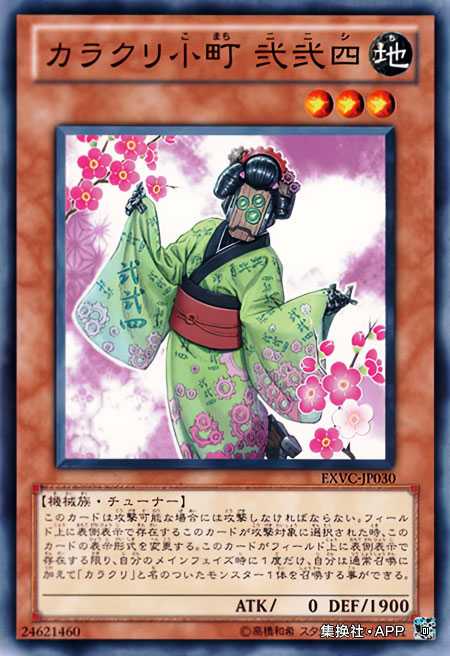 カラクリ小町 弐弐四
こまち ニニシ
地
弐弐四
EXVC-JP030
【機械族・チューナー】
このカードは攻撃可能な場合には攻撃しなければならない。フィール
ド上に表側表示で存在するこのカードが攻撃対象に選択された時、こ
のカードの表示形式を変更する。このカードがフィールド上に表側表示で
存在する限り、自分のメインフェイズ時に1度だけ、自分は通常召喚に
加えて「カラクリ」と名のついたモンスター1体を召喚する事ができる。
ATK/ 0 DEF/1900
24621460
©高橋和希 スタ
集換社・APP